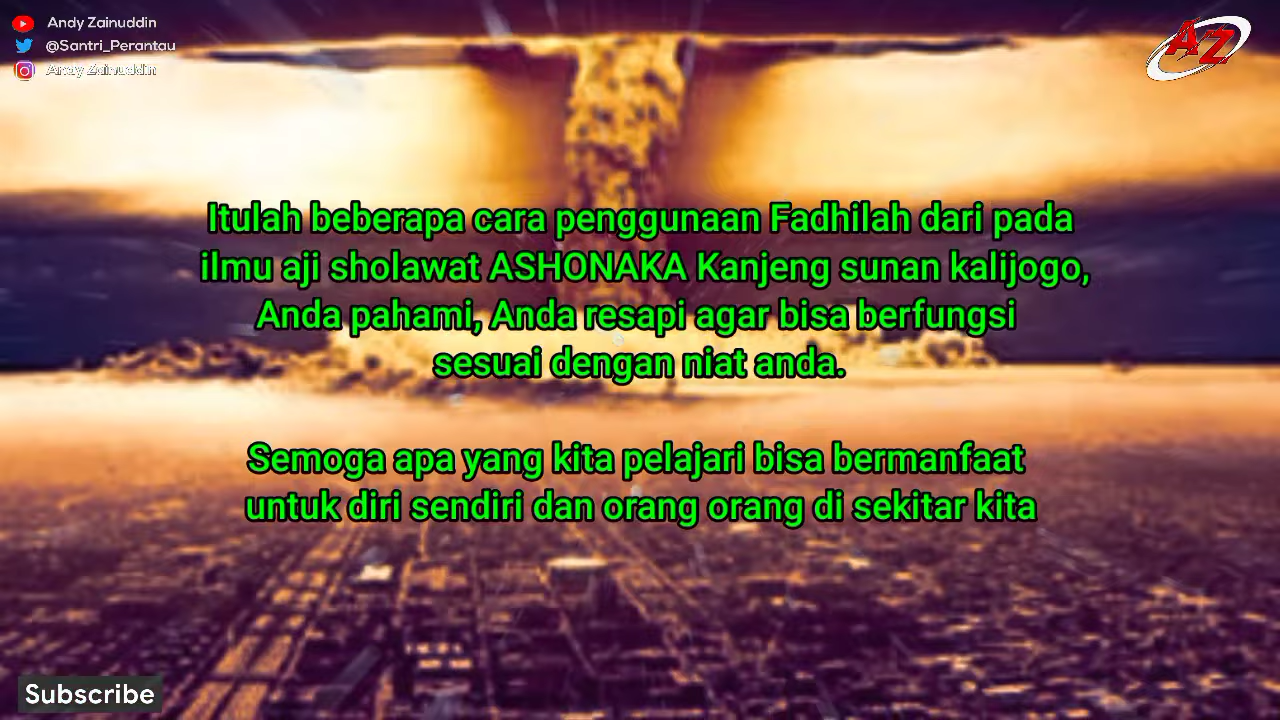 Andy Zainuddin
@Santri_Perantau
Andy Zainuddin
AZ
Itulah beberapa cara penggunaan Fadhilah dari pada
ilmu aji sholawat ASHONAKA Kanjeng sunan kalijogo,
Anda pahami, Anda resapi agar bisa berfungsi
sesuai dengan niat anda.
Semoga apa yang kita pelajari bisa bermanfaat
untuk diri sendiri dan orang orang di sekitar kita
Subscribe